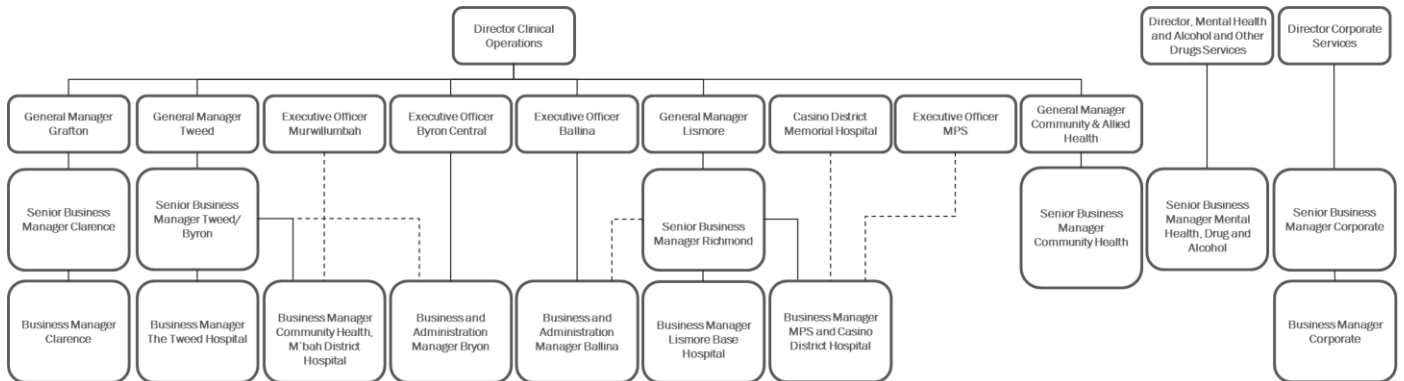 Director Clinical
Operations
Director, Mental Health
and Alcohol and Other
Drugs Services
Director Corporate
Services
General Manager
Grafton
General Manager
Tweed
Executive Officer
Murwillumbah
Executive Officer
Byron Central
Executive Officer
Ballina
General Manager
Lismore
Casino District
Memorial Hospital
Executive Officer
MPS
General Manager
Community & Allied
Health
Senior Business
Manager Clarence
Senior Business
Manager Tweed/
Byron
Senior Business
Manager Richmond
Senior Business
Manager
Community Health
Senior Business
Manager Mental
Health, Drug and
Alcohol
Senior Business
Manager Corporate
Business Manager
Clarence
Business Manager
The Tweed Hospital
Business Manager
Community Health,
M'bah District
Hospital
Business and
Administration
Manager Bryon
Business and
Administration
Manager Ballina
Business Manager
Lismore Base
Hospital
Business Manager
MPS and Casino
District Hospital
Business Manager
Corporate